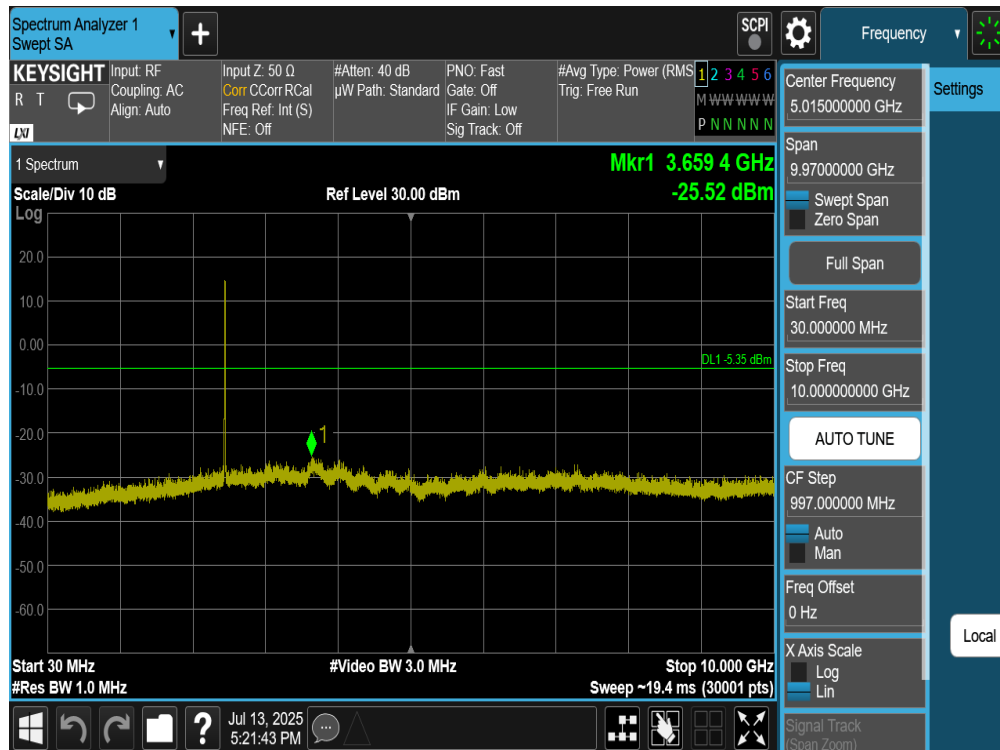 Spectrum Analyzer 1
Swept SA
+
SCPI
Frequency
KEYSIGHT
R T
LXI
Input: RF
Coupling: AC
Align: Auto
Input Z: 50 Ω
Corr CCorr RCal
Freq Ref: Int (S)
NFE: Off
#Atten: 40 dB
µW Path: Standard
PNO: Fast
Gate: Off
IF Gain: Low
Sig Track: Off
#Avg Type: Power (RMS
Trig: Free Run
1 2 3 4 5 6
M W W W W W
P N N N N N
1 Spectrum
Scale/Div 10 dB
Log
Ref Level 30.00 dBm
Mkr1 3.659 4 GHz
-25.52 dBm
20.0
10.0
0.00
-10.0
-20.0
-30.0
-40.0
-50.0
-60.0
DL1 -5.35 dBm
1
Start 30 MHz
#Res BW 1.0 MHz
#Video BW 3.0 MHz
Stop 10.000 GHz
Sweep ~19.4 ms (30001 pts)
Center Frequency
5.015000000 GHz
Span
9.97000000 GHz
Swept Span
Zero Span
Full Span
Start Freq
30.000000 MHz
Stop Freq
10.000000000 GHz
AUTO TUNE
CF Step
997.000000 MHz
Auto
Man
Freq Offset
0 Hz
X Axis Scale
Log
Lin
Signal Track
(Span Zoom)
Settings
Local
?
Jul 13, 2025
5:21:43 PM